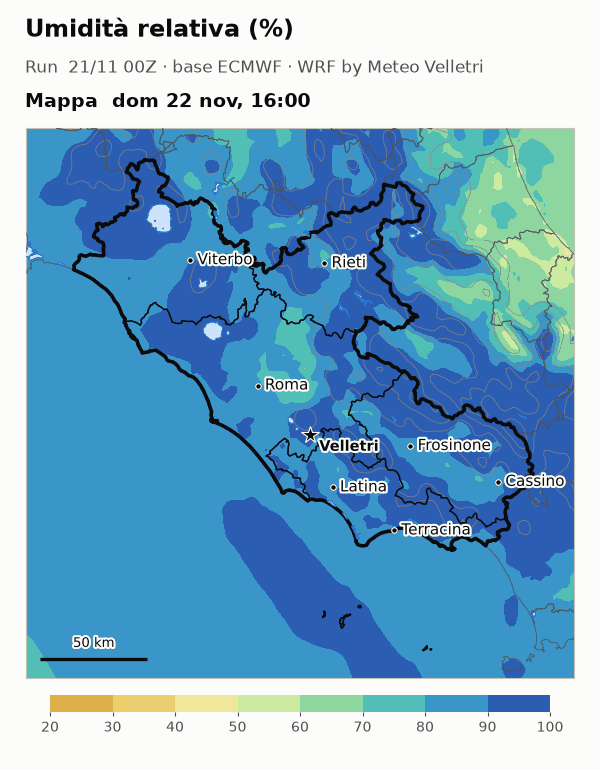 Umidità relativa (%)
Run 21/11 00Z · base ECMWF · WRF by Meteo Velletri
Mappa dom 22 nov, 16:00
Viterbo
Rieti
Roma
Velletri
Frosinone
Cassino
Latina
Terracina
50 km
20 30 40 50 60 70 80 90 100